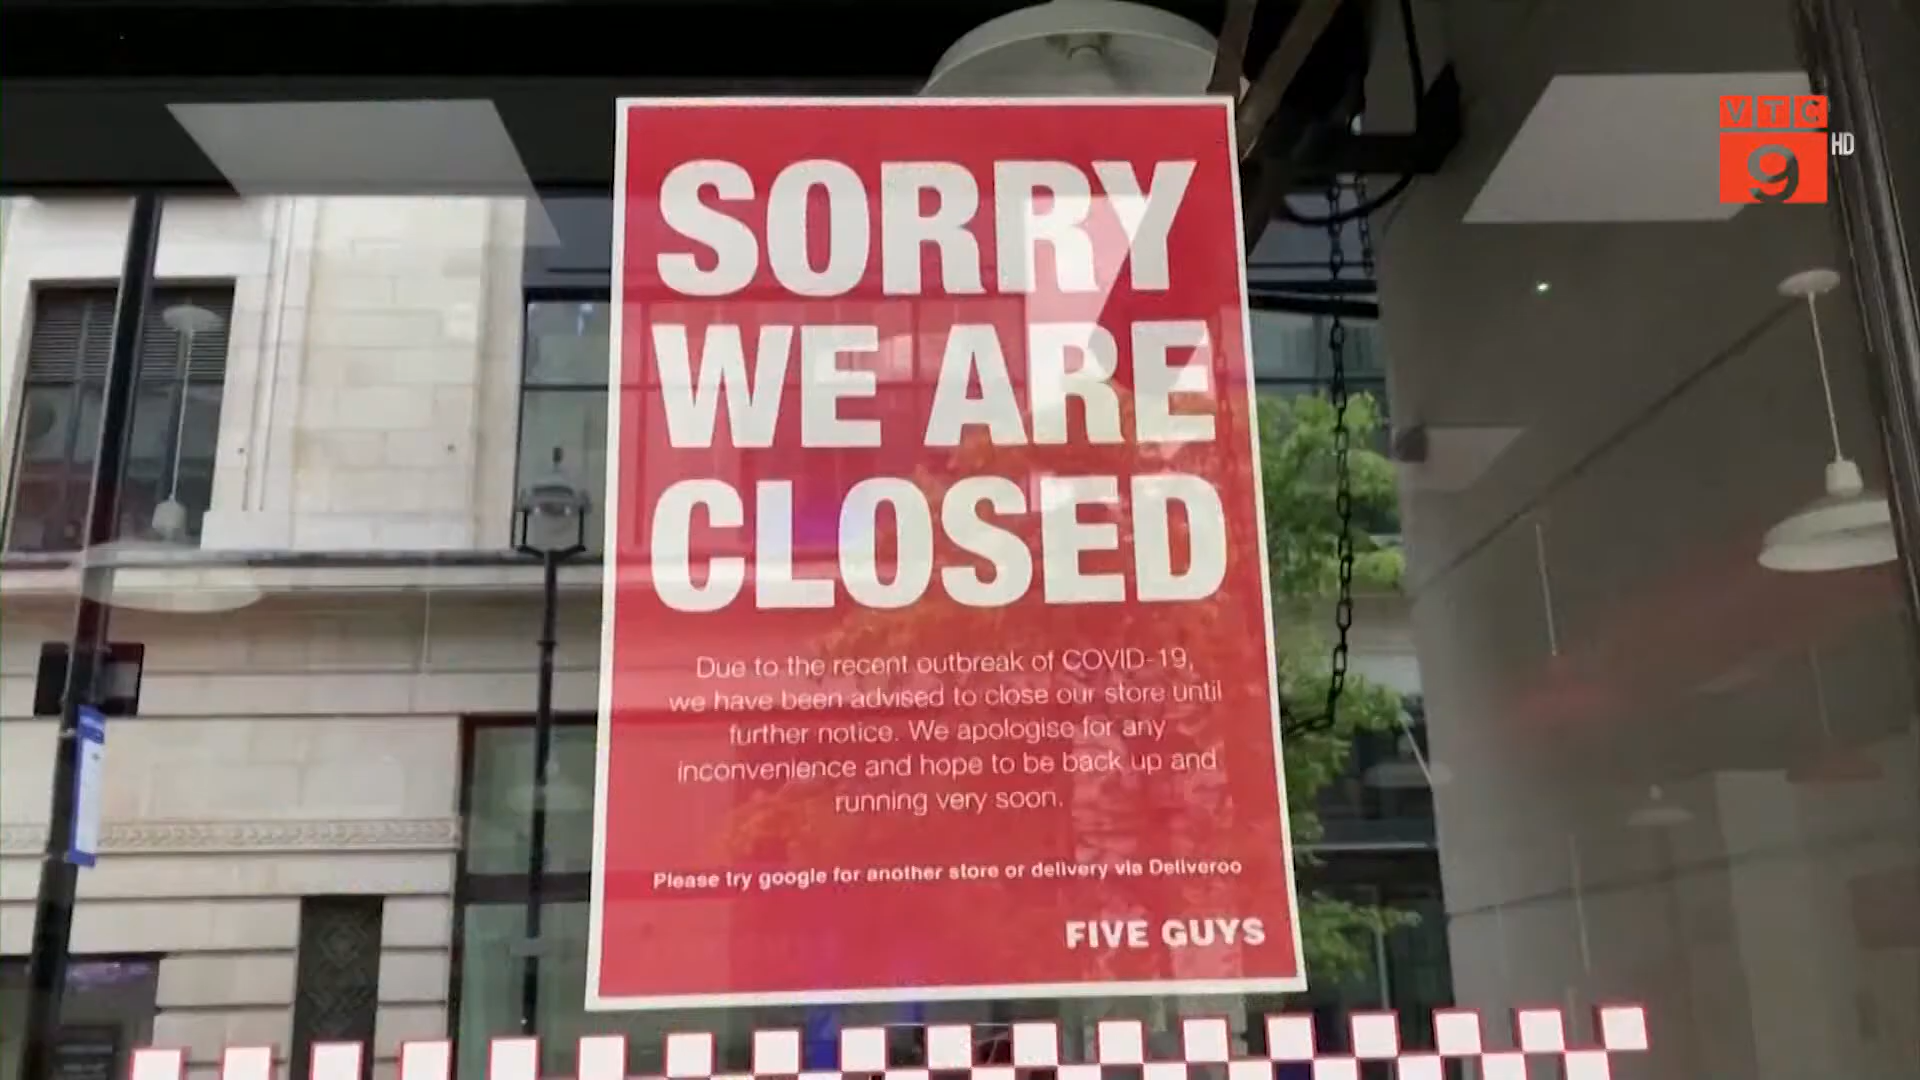 SORRY
WE ARE
CLOSED
Due to the recent outbreak of COVID-19,
we have been advised to close our store until
further notice. We apologise for any
inconvenience and hope to be back up and
running very soon.
Please try google for another store or delivery via Deliveroo
FIVE GUYS
VTC
9
HD